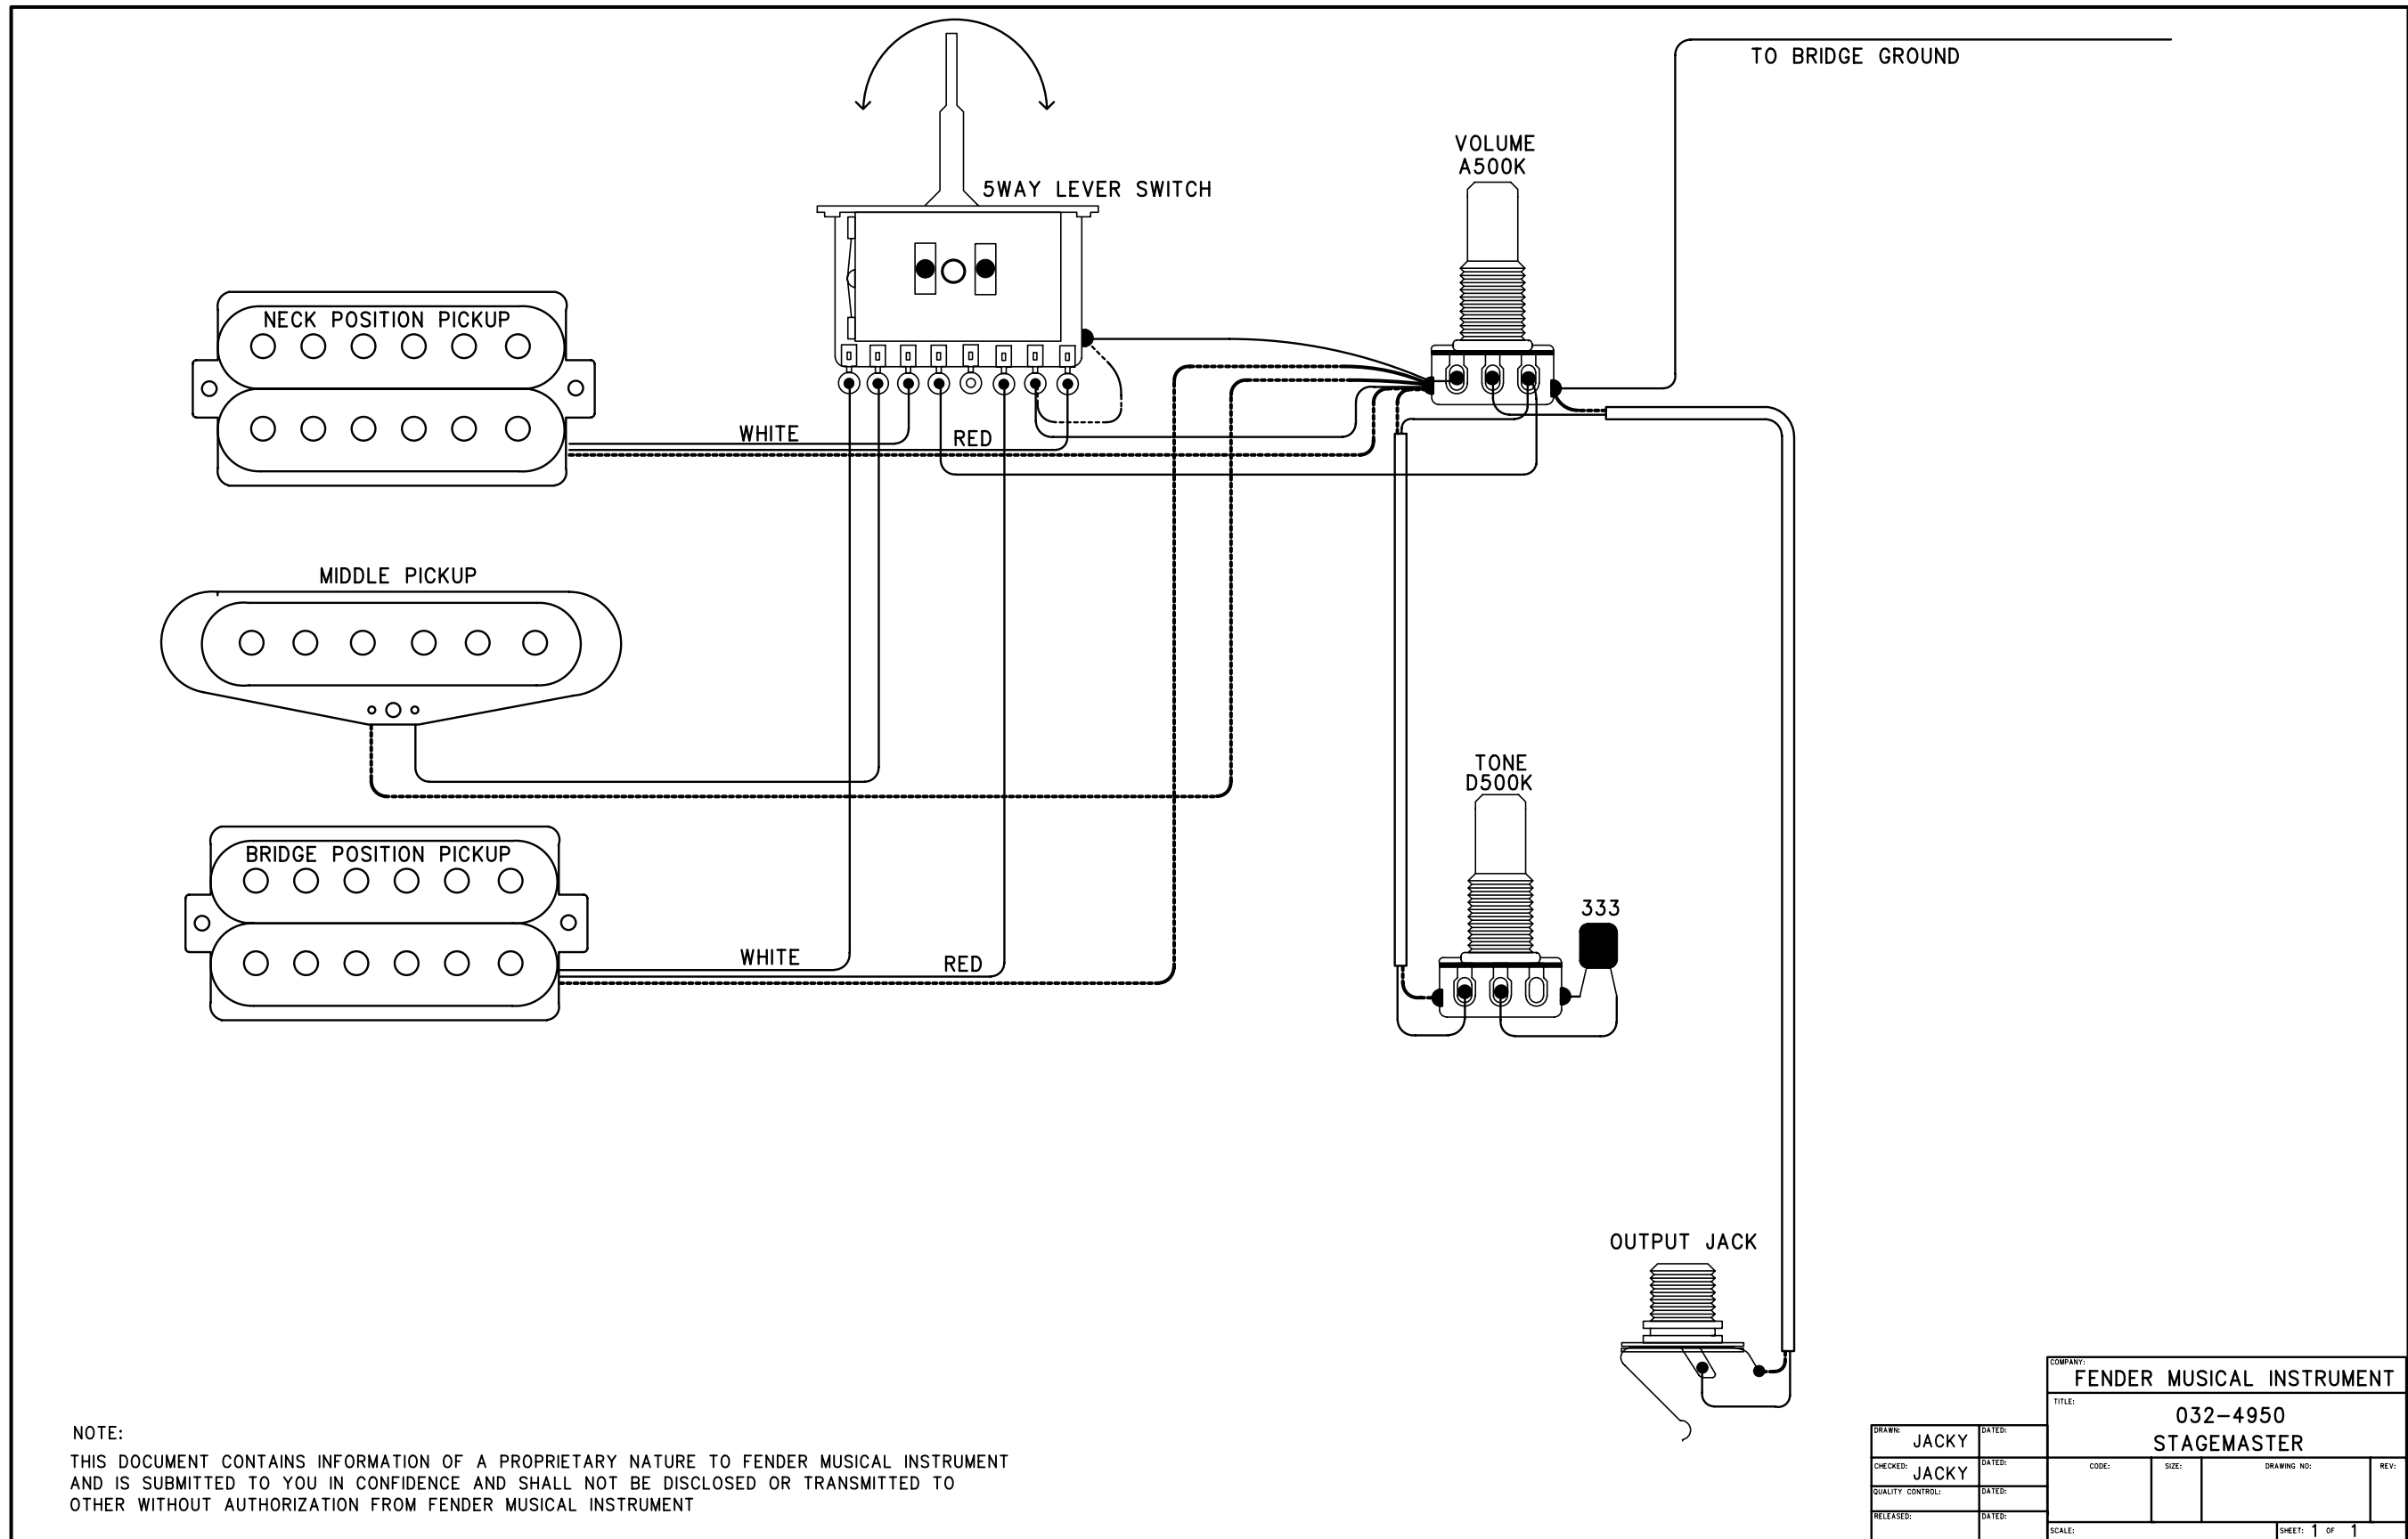 TO BRIDGE GROUND
VOLUME
A500K
5WAY LEVER SWITCH
NECK POSITION PICKUP
WHITE
RED
MIDDLE PICKUP
TONE
D500K
BRIDGE POSITION PICKUP
333
WHITE
RED
OUTPUT JACK
NOTE:
THIS DOCUMENT CONTAINS INFORMATION OF A PROPRIETARY NATURE TO FENDER MUSICAL INSTRUMENT
AND IS SUBMITTED TO YOU IN CONFIDENCE AND SHALL NOT BE DISCLOSED OR TRANSMITTED TO
OTHER WITHOUT AUTHORIZATION FROM FENDER MUSICAL INSTRUMENT
COMPANY:
FENDER MUSICAL INSTRUMENT
TITLE:
032-4950
STAGEMASTER
DRAWN: JACKY DATED:
CHECKED: JACKY DATED:
QUALITY CONTROL: DATED:
RELEASED: DATED:
CODE: SIZE: DRAWING NO: REV:
SCALE: SHEET: 1 OF 1